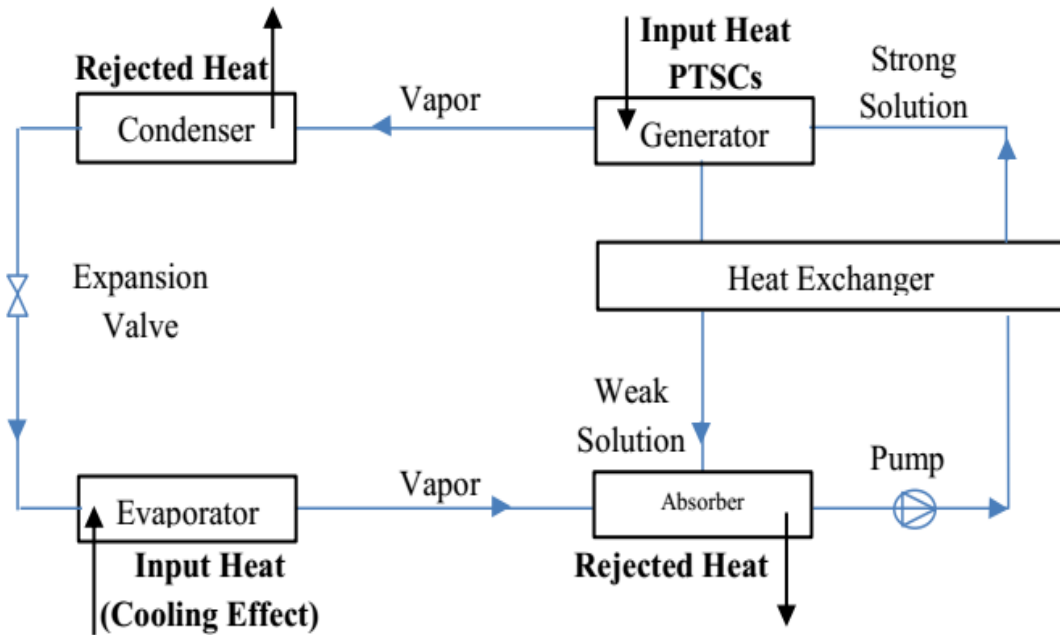 Rejected Heat
Condenser
Vapor
Input Heat
PTSCs
Generator
Strong
Solution
Expansion
Valve
Heat Exchanger
Weak
Solution
Pump
Evaporator
Vapor
Absorber
Input Heat
(Cooling Effect)
Rejected Heat